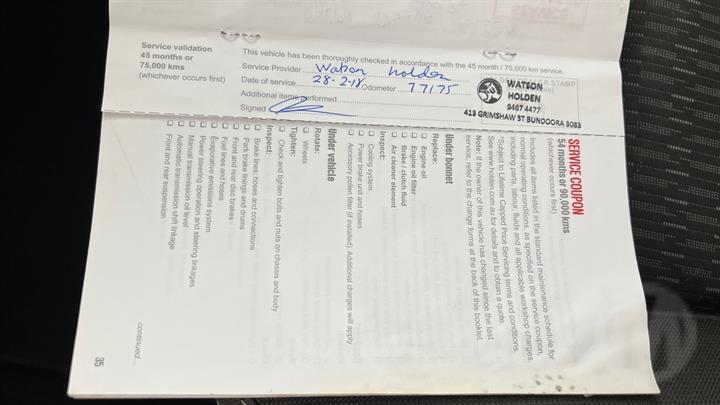 Service validation
45 months or
75,000 kms
(whichever occurs first)
This vehicle has been thoroughly checked in accordance with the 45 month / 75,000 km service.
Service Provider Watson Holden
Date of service 28-2-18 Odometer 77175
Additional items performed
Signed
WATSON
HOLDEN
9467 4477
413 GRIMSHAW ST BUNDOORA 3083
SERVICE COUPON
54 months or 90,000 kms
(whichever occurs first)
Includes all items listed in the standard maintenance schedule for
normal operating conditions, as specified on the service coupon,
including parts, labour, fluids and all applicable workshop charges.
*Subject to Lifetime Capped Price Servicing terms and conditions.
See www.holden.com.au for details and to obtain a quote.
Note: If the owner of this vehicle has changed since the last
service, refer to the change forms at the back of this booklet.
Under bonnet
Replace:
Engine oil
Engine oil filter
Brake / clutch fluid
Air cleaner element
Inspect:
Cooling system
Power brake unit and hoses
Accessory pollen filter (if installed). Additional charges will apply
Under vehicle
Rotate:
Wheels
Tighten:
Check and tighten bolts and nuts on chassis and body
Inspect:
Brake lines, hoses and connections
Park brake linings and drums
Front and rear disc brakes
Fuel lines and hoses
Evaporative emissions system
Power steering operation and steering linkages
Manual transmission oil level
Automatic transmission shift linkage
Front and rear suspension
continued...
35